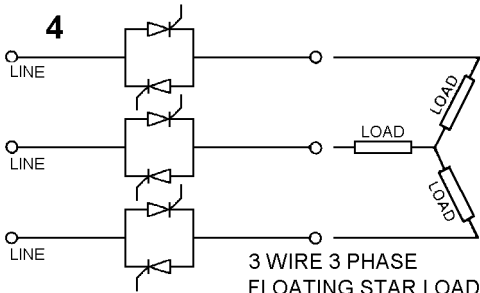 4
LINE
LOAD
LOAD
LINE
LOAD
LINE
3 WIRE 3 PHASE
FLOATING STAR LOAD